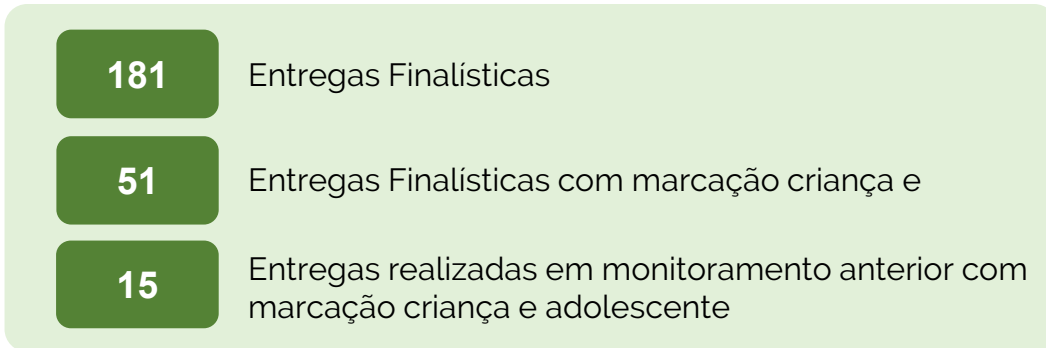 181
Entregas Finalísticas
51
Entregas Finalísticas com marcação criança e
15
Entregas realizadas em monitoramento anterior com
marcação criança e adolescente